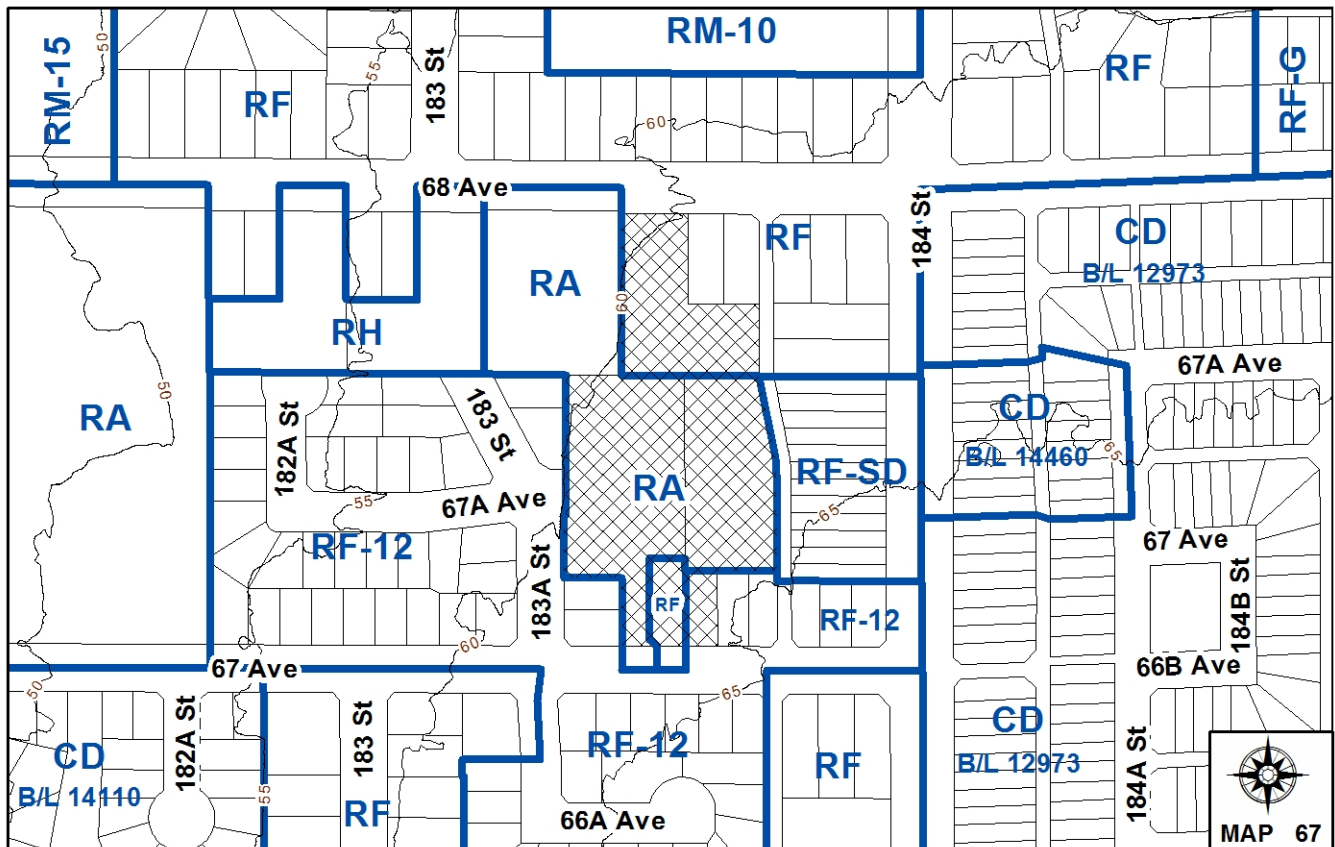 RM-10
RM-15
50
55
183 St
RF
RF
RF-G
60
68 Ave
184 St
RF
CD
B/L 12973
RA
60
RH
67A Ave
50
RA
182A St
183 St
CD
B/L 14460
65
RA
RF-SD
55
67A Ave
65
67 Ave
RF-12
183A St
184B St
RF
RF-12
60
67 Ave
66B Ave
50
65
182A St
183 St
RF-12
CD
B/L 12973
CD
B/L 14110
55
RF
RF
184A St
66A Ave
MAP 67